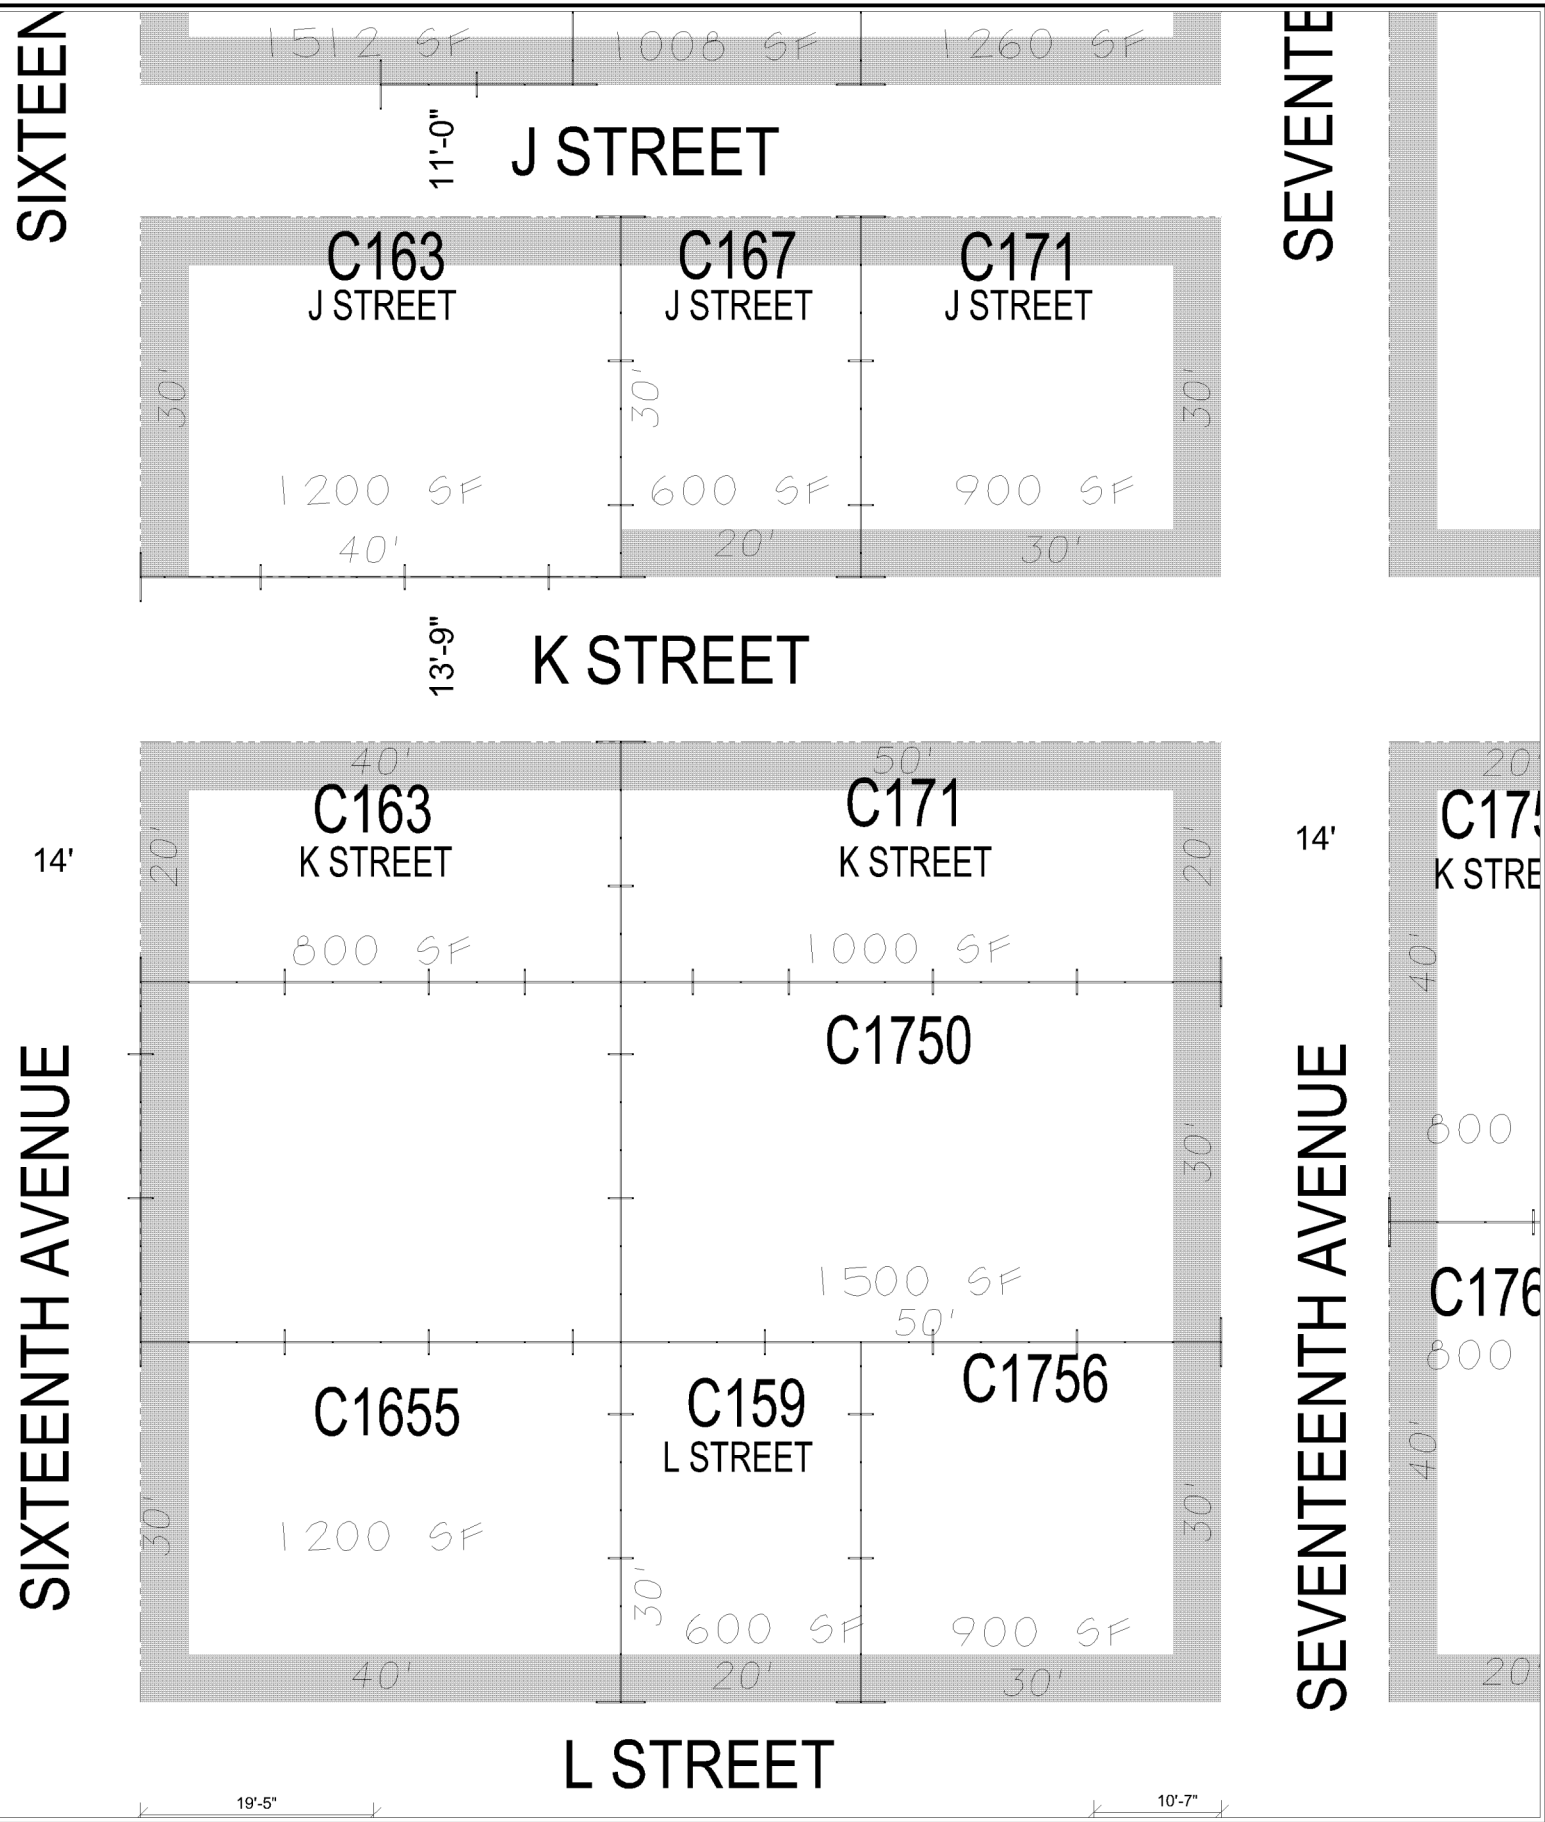 SIXTEEN
1512 SF
1008 SF
1260 SF
SEVENTE
11'-0"
J STREET
C163
J STREET
C167
J STREET
C171
J STREET
30'
30'
30'
1200 SF
600 SF
900 SF
40'
20'
30'
13'-9"
K STREET
40'
50'
20'
C163
K STREET
C171
K STREET
C175
K STRE
14'
20'
20'
14'
800 SF
1000 SF
40'
C1750
SIXTEENTH AVENUE
30'
SEVENTEENTH AVENUE
800
1500 SF
50'
C176
800
C1655
C159
L STREET
C1756
40'
30'
1200 SF
30'
30'
600 SF
900 SF
40'
20'
30'
20'
L STREET
19'-5"
10'-7"